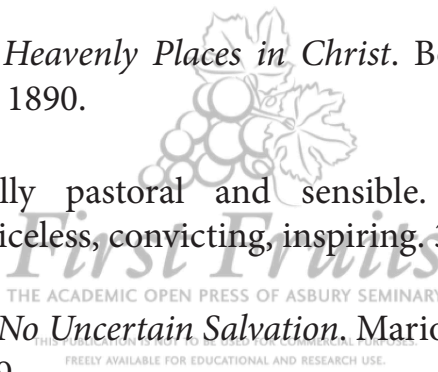 Heavenly Places in Christ. B
1890.
lly pastoral and sensible.
iceless, convicting, inspiring.
First Fruits
THE ACADEMIC OPEN PRESS OF ASBURY SEMINARY
No Uncertain Salvation. Mario
THIS PUBLICATION IS NOT TO BE USED FOR COMMERCIAL PURPOSES.
FREELY AVAILABLE FOR EDUCATIONAL AND RESEARCH USE.